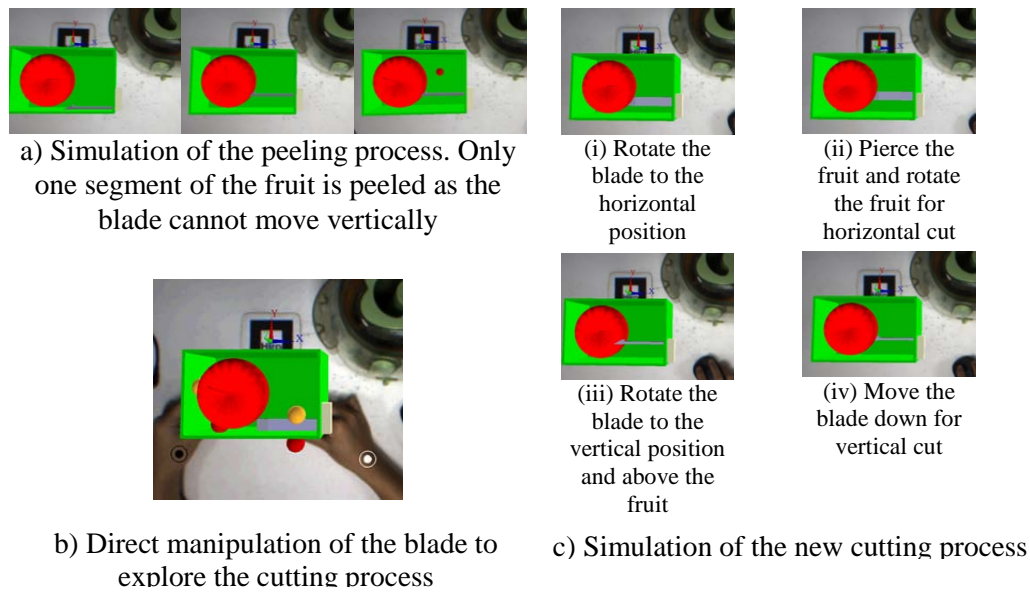 a) Simulation of the peeling process. Only
one segment of the fruit is peeled as the
blade cannot move vertically
b) Direct manipulation of the blade to
explore the cutting process
(i) Rotate the
blade to the
horizontal
position
(ii) Pierce the
fruit and rotate
the fruit for
horizontal cut
(iii) Rotate the
blade to the
vertical position
and above the
fruit
(iv) Move the
blade down for
vertical cut
c) Simulation of the new cutting process